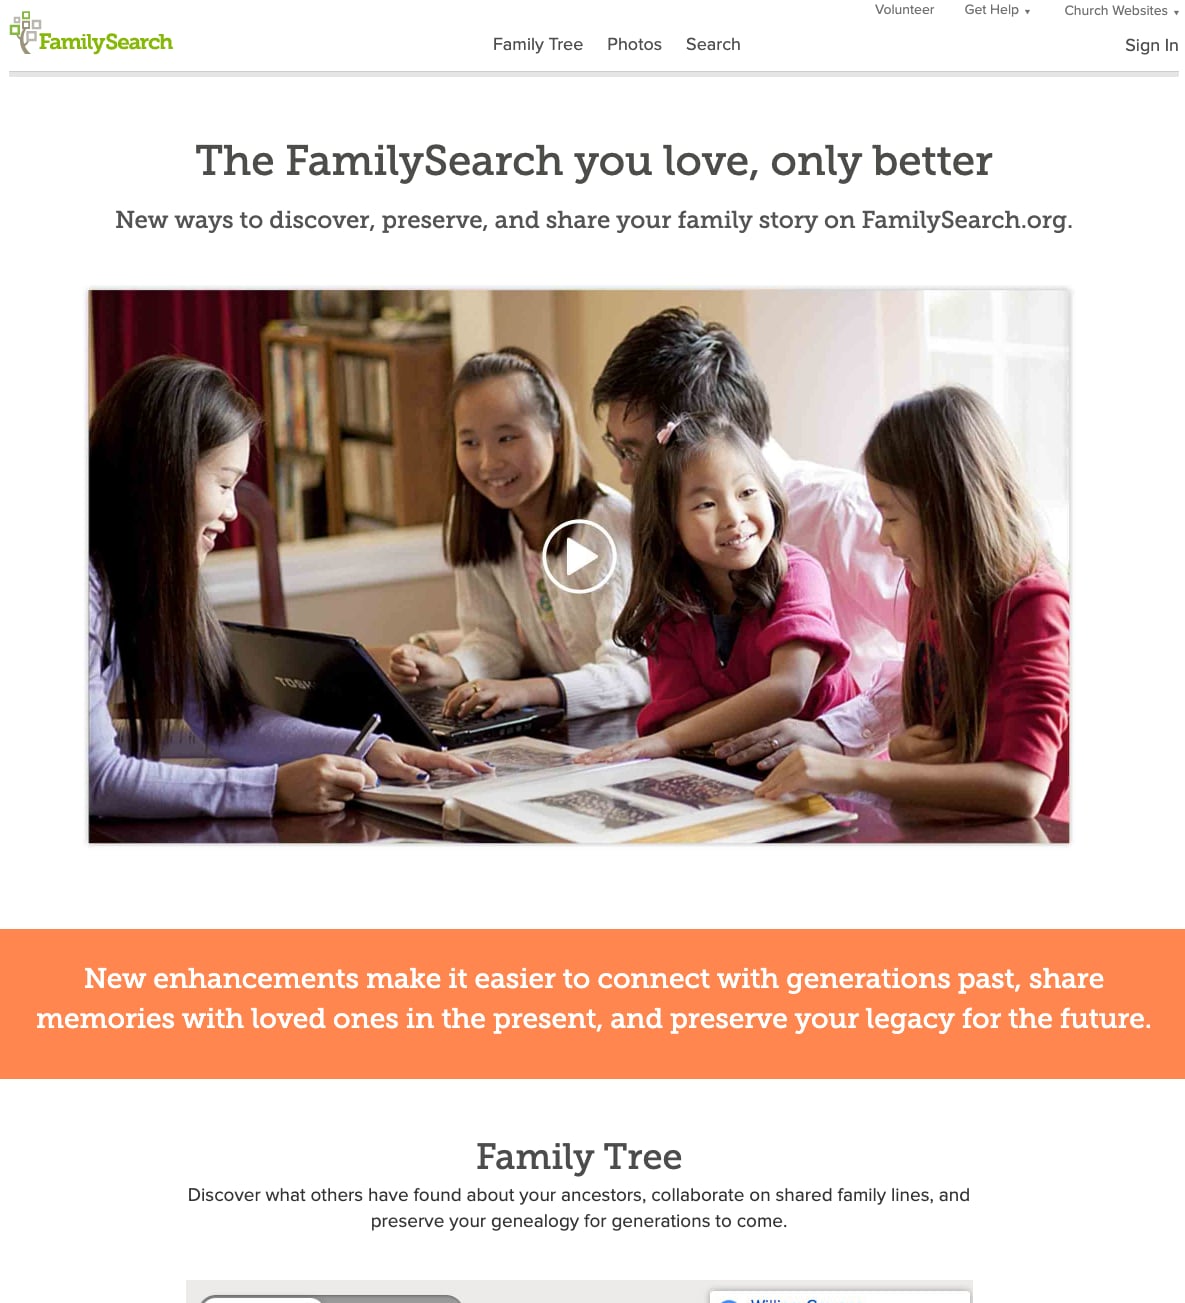 Volunteer Get Help Church Websites
FamilySearch
Family Tree Photos Search
Sign In
The FamilySearch you love, only better
New ways to discover, preserve, and share your family story on FamilySearch.org.
TOSH
New enhancements make it easier to connect with generations past, share
memories with loved ones in the present, and preserve your legacy for the future.
Family Tree
Discover what others have found about your ancestors, collaborate on shared family lines, and
preserve your genealogy for generations to come.